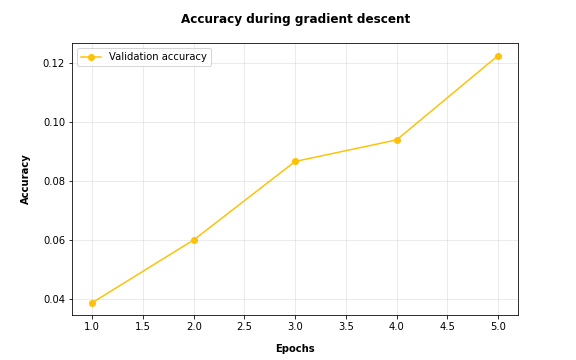 Accuracy during gradient descent
Validation accuracy
0.12
0.10
0.08
0.06
0.04
Accuracy
1.0 1.5 2.0 2.5 3.0 3.5 4.0 4.5 5.0
Epochs